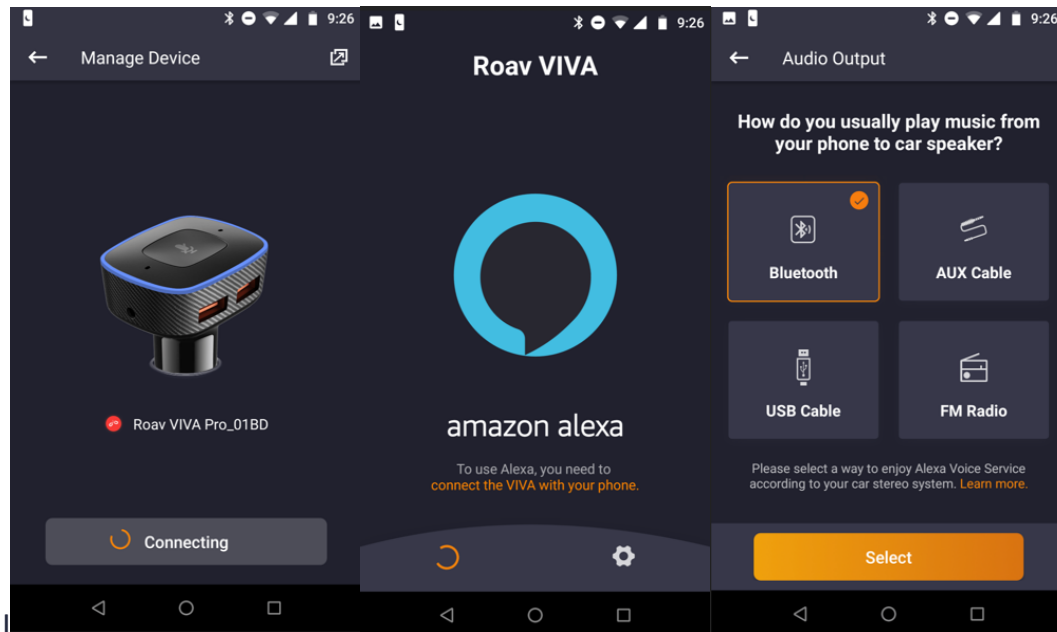 9:26
Manage Device
Roav
Roav VIVA Pro_01BD
Connecting
9:26
Roav VIVA
amazon alexa
To use Alexa, you need to
connect the VIVA with your phone.
9:26
Audio Output
How do you usually play music from
your phone to car speaker?
Bluetooth
AUX Cable
USB Cable
FM Radio
Please select a way to enjoy Alexa Voice Service
according to your car stereo system. Learn more.
Select